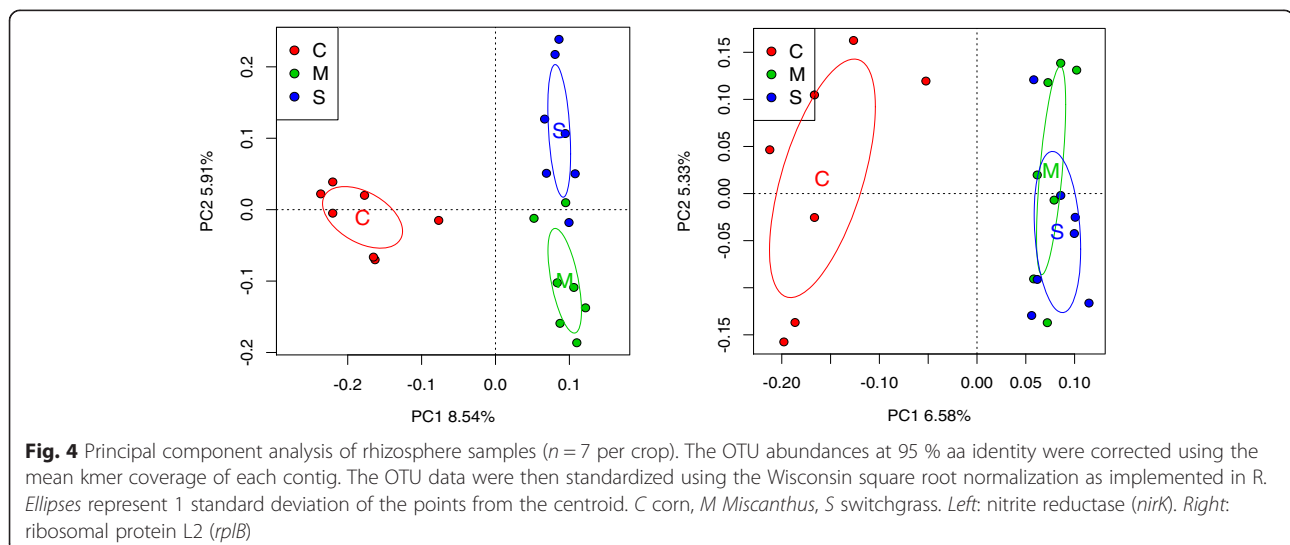 C
M
S
0.2
0.1
0.0
-0.1
-0.2
PC2 5.91%
S
C
M
-0.2
-0.1
0.0
0.1
PC1 8.54%
C
M
S
0.15
0.10
0.05
0.00
-0.05
-0.15
PC2 5.33%
C
M
S
-0.20
-0.10
0.00
0.05
0.10
PC1 6.58%
Fig. 4 Principal component analysis of rhizosphere samples (n = 7 per crop). The OTU abundances at 95 % aa identity were corrected using the
mean kmer coverage of each contig. The OTU data were then standardized using the Wisconsin square root normalization as implemented in R.
Ellipses represent 1 standard deviation of the points from the centroid. C corn, M Miscanthus, S switchgrass. Left: nitrite reductase (nirK). Right:
ribosomal protein L2 (rplB)